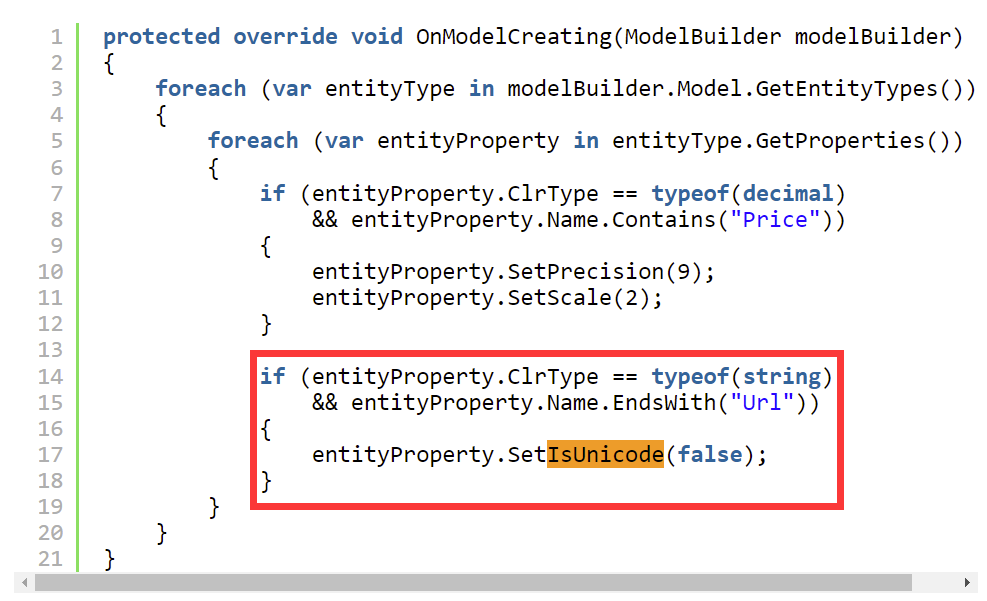 1 protected override void OnModelCreating(ModelBuilder modelBuilder)
2 {
3     foreach (var entityType in modelBuilder.Model.GetEntityTypes())
4     {
5         foreach (var entityProperty in entityType.GetProperties())
6         {
7             if (entityProperty.ClrType == typeof(decimal)
8                 && entityProperty.Name.Contains("Price"))
9             {
10                 entityProperty.SetPrecision(9);
11                 entityProperty.SetScale(2);
12             }
13
14             if (entityProperty.ClrType == typeof(string)
15                 && entityProperty.Name.EndsWith("Url"))
16             {
17                 entityProperty.SetIsUnicode(false);
18             }
19         }
20     }
21 }